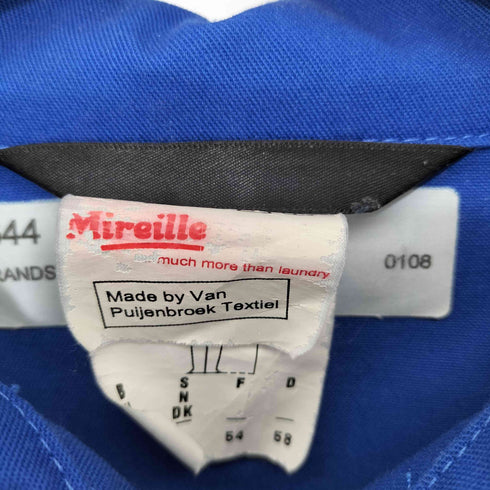 44
RANDS
0108
Mireille
much more than laundry
Made by Van
Puijenbroek Textiel
S F D
N
DK 54 58